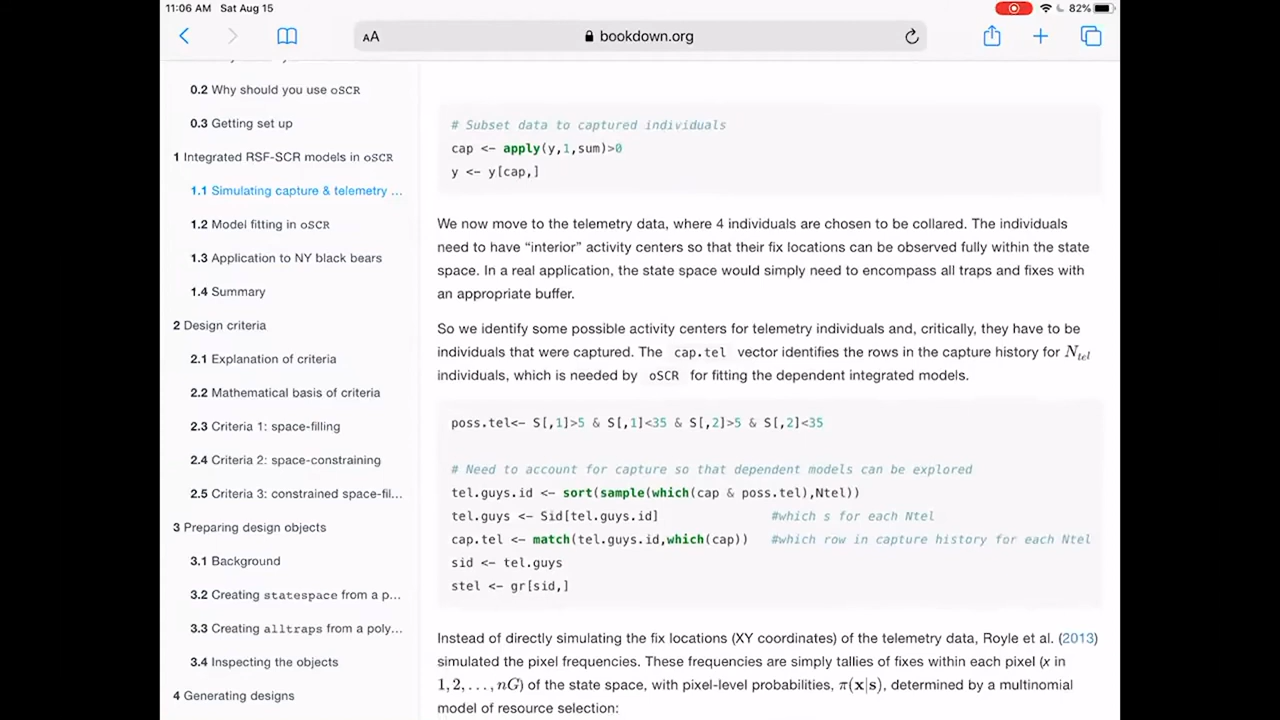 11:06 AM Sat Aug 15
82%
AA
bookdown.org
0.2 Why should you use oSCR
0.3 Getting set up
1 Integrated RSF-SCR models in oSCR
1.1 Simulating capture & telemetry ...
1.2 Model fitting in oSCR
1.3 Application to NY black bears
1.4 Summary
2 Design criteria
2.1 Explanation of criteria
2.2 Mathematical basis of criteria
2.3 Criteria 1: space-filling
2.4 Criteria 2: space-constraining
2.5 Criteria 3: constrained space-fil...
3 Preparing design objects
3.1 Background
3.2 Creating statespace from a p...
3.3 Creating alltraps from a poly...
3.4 Inspecting the objects
4 Generating designs
# Subset data to captured individuals
cap <- apply(y,1,sum)>0
y <- y[cap,]
We now move to the telemetry data, where 4 individuals are chosen to be collared. The individuals
need to have “interior” activity centers so that their fix locations can be observed fully within the state
space. In a real application, the state space would simply need to encompass all traps and fixes with
an appropriate buffer.
So we identify some possible activity centers for telemetry individuals and, critically, they have to be
individuals that were captured. The cap.tel vector identifies the rows in the capture history for N_tel
individuals, which is needed by oSCR for fitting the dependent integrated models.
poss.tel<- S[,1]>5 & S[,1]<35 & S[,2]>5 & S[,2]<35
# Need to account for capture so that dependent models can be explored
tel.guys.id <- sort(sample(which(cap & poss.tel),Ntel))
tel.guys <- Sid[tel.guys.id] #which s for each Ntel
cap.tel <- match(tel.guys.id,which(cap)) #which row in capture history for each Ntel
sid <- tel.guys
stel <- gr[sid,]
Instead of directly simulating the fix locations (XY coordinates) of the telemetry data, Royle et al. (2013)
simulated the pixel frequencies. These frequencies are simply tallies of fixes within each pixel (x in
1, 2, . . . , nG) of the state space, with pixel-level probabilities, π(x|s), determined by a multinomial
model of resource selection: